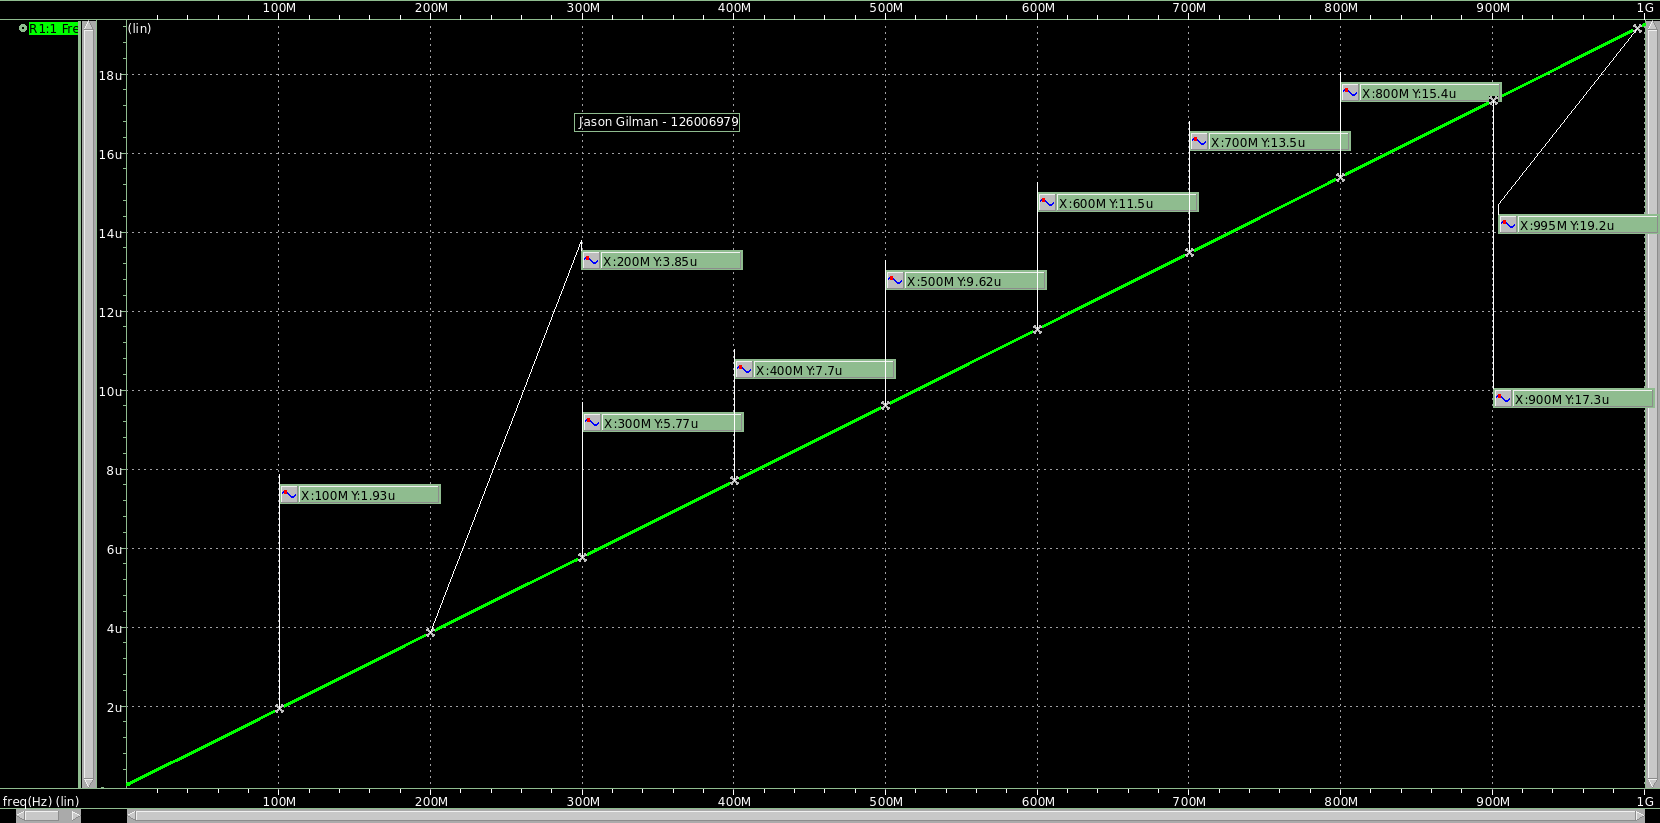 100M 200M 300M 400M 500M 600M 700M 800M 900M 1G
R1:1 Fre
(lin)
18u
X:800M Y:15.4u
Jason Gilman - 126006979
X:700M Y:13.5u
16u
X:600M Y:11.5u
X:995M Y:19.2u
14u
X:200M Y:3.85u
X:500M Y:9.62u
12u
X:400M Y:7.7u
10u
X:900M Y:17.3u
X:300M Y:5.77u
8u
X:100M Y:1.93u
6u
4u
2u
freq(Hz) (lin) 100M 200M 300M 400M 500M 600M 700M 800M 900M 1G